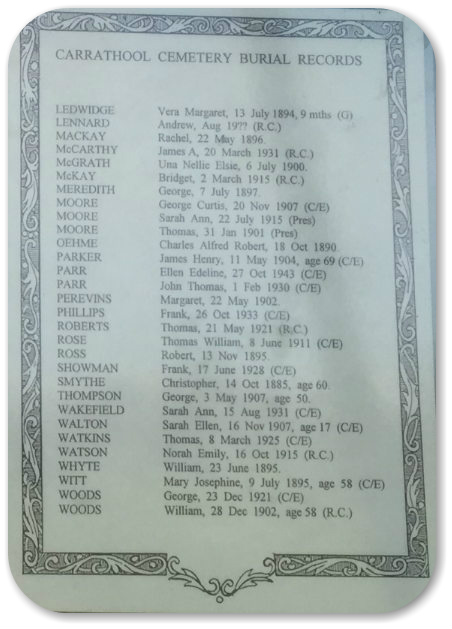 CARRATHOOL CEMETERY BURIAL RECORDS
LEDWIDGE Vera Margaret, 13 July 1894, 9 mths (G)
LENNARD Andrew, Aug 19?? (R.C.)
MACKAY Rachel, 22 May 1896.
McCARTHY James A, 20 March 1931 (R.C.)
McGRATH Una Nellie Elsie, 6 July 1900.
McKAY Bridget, 2 March 1915 (R.C.)
MEREDITH George, 7 July 1897.
MOORE George Curtis, 20 Nov 1907 (C/E)
MOORE Sarah Ann, 22 July 1915 (Pres)
MOORE Thomas, 31 Jan 1901 (Pres)
OEHME Charles Alfred Robert, 18 Oct 1890.
PARKER James Henry, 11 May 1904, age 69 (C/E)
PARR Ellen Edeline, 27 Oct 1943 (C/E)
PARR John Thomas, 1 Feb 1930 (C/E)
PEREVINS Margaret, 22 May 1902.
PHILLIPS Frank, 26 Oct 1933 (C/E)
ROBERTS Thomas, 21 May 1921 (R.C.)
ROSE Thomas William, 8 June 1911 (C/E)
ROSS Robert, 13 Nov 1895.
SHOWMAN Frank, 17 June 1928 (C/E)
SMYTHE Christopher, 14 Oct 1885, age 60.
THOMPSON George, 3 May 1907, age 50.
WAKEFIELD Sarah Ann, 15 Aug 1931 (C/E)
WALTON Sarah Ellen, 16 Nov 1907, age 17 (C/E)
WATKINS Thomas, 8 March 1925 (C/E)
WATSON Norah Emily, 16 Oct 1915 (R.C.)
WHYTE William, 23 June 1895.
WITT Mary Josephine, 9 July 1895, age 58 (C/E)
WOODS George, 23 Dec 1921 (C/E)
WOODS William, 28 Dec 1902, age 58 (R.C.)